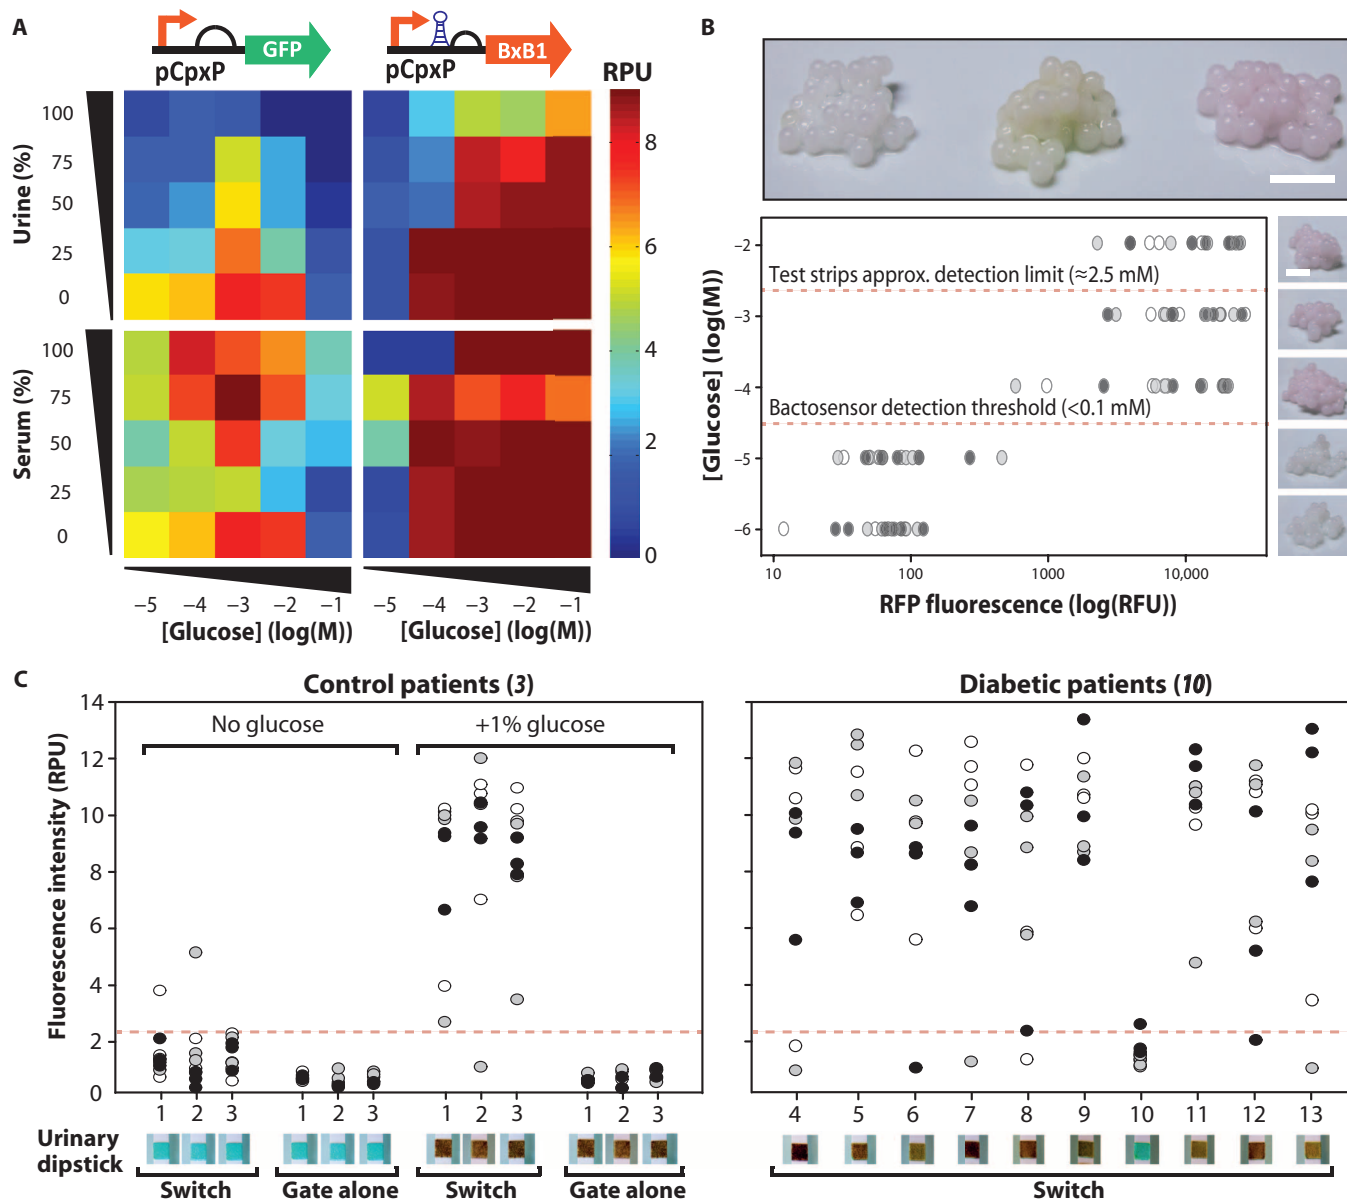 A
GFP
pCpxP
BxB1
pCpxP
RPU
Urine (%)
100
75
50
25
0
Serum (%)
100
75
50
25
0
8
6
4
2
0
−5 −4 −3 −2 −1
[Glucose] (log(M))
−5 −4 −3 −2 −1
[Glucose] (log(M))
B
[Glucose] (log(M))
−2
Test strips approx. detection limit (≈2.5 mM)
−3
−4
Bactosensor detection threshold (<0.1 mM)
−5
−6
10 100 1000 10,000
RFP fluorescence (log(RFU))
C
Control patients (3)
No glucose
+1% glucose
Fluorescence intensity (RPU)
14
12
10
8
6
4
2
0
1 2 3 1 2 3 1 2 3 1 2 3
Urinary
dipstick
Switch Gate alone Switch Gate alone
Diabetic patients (10)
4 5 6 7 8 9 10 11 12 13
Switch